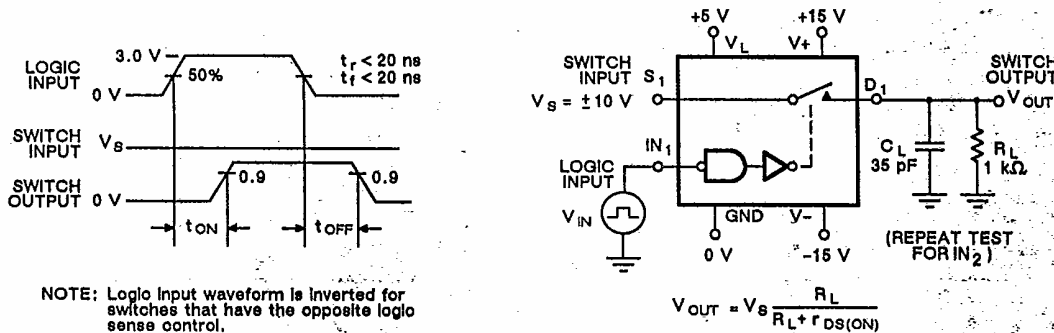 3.0 V
LOGIC
INPUT
50%
0 V
tr < 20 ns
tf < 20 ns
SWITCH
INPUT
VS
SWITCH
OUTPUT
0 V
0.9
0.9
tON
tOFF
NOTE: Logic input waveform is inverted for
switches that have the opposite logic
sense control.
+5 V
+15 V
VL
V+
SWITCH
INPUT
S1
VS = ±10 V
D1
SWITCH
OUTPUT
VOUT
IN1
LOGIC
INPUT
VIN
CL
35 pF
RL
1 kΩ
GND
V-
0 V
-15 V
(REPEAT TEST
FOR IN2)
VOUT = VS RL
RL + rDS(ON)